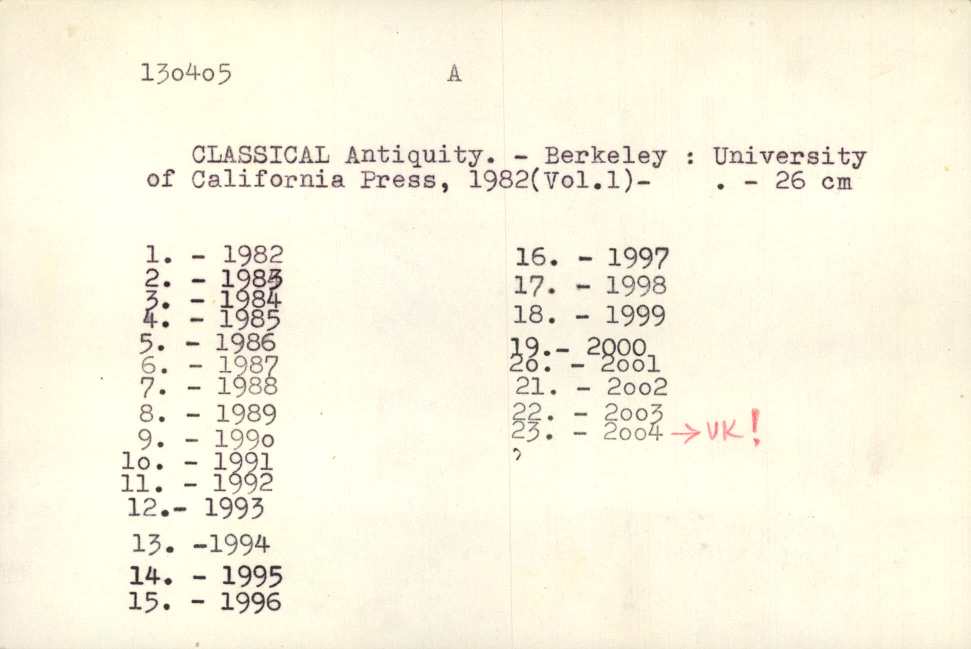 130405 A
CLASSICAL Antiquity. - Berkeley : University
of California Press, 1982(Vol.1)- . - 26 cm
1. - 1982
2. - 1983
3. - 1984
4. - 1985
5. - 1986
6. - 1987
7. - 1988
8. - 1989
9. - 1990
10. - 1991
11. - 1992
12.- 1993
13. -1994
14. - 1995
15. - 1996
16. - 1997
17. - 1998
18. - 1999
19.- 2000
20. - 2001
21. - 2002
22. - 2003
23. - 2004 → VK!